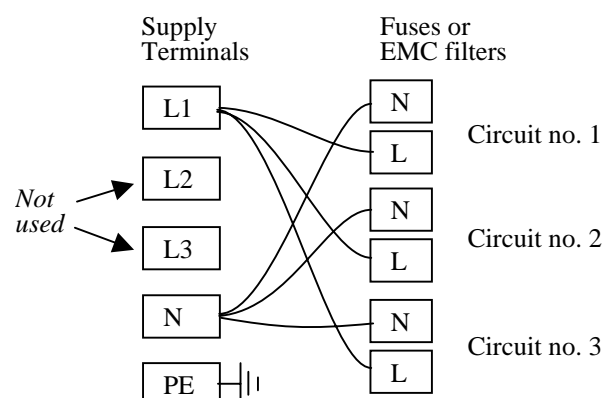 Supply
Terminals
Fuses or
EMC filters
L1
L2
L3
N
PE
Not
used
N
L
Circuit no. 1
N
L
Circuit no. 2
N
L
Circuit no. 3